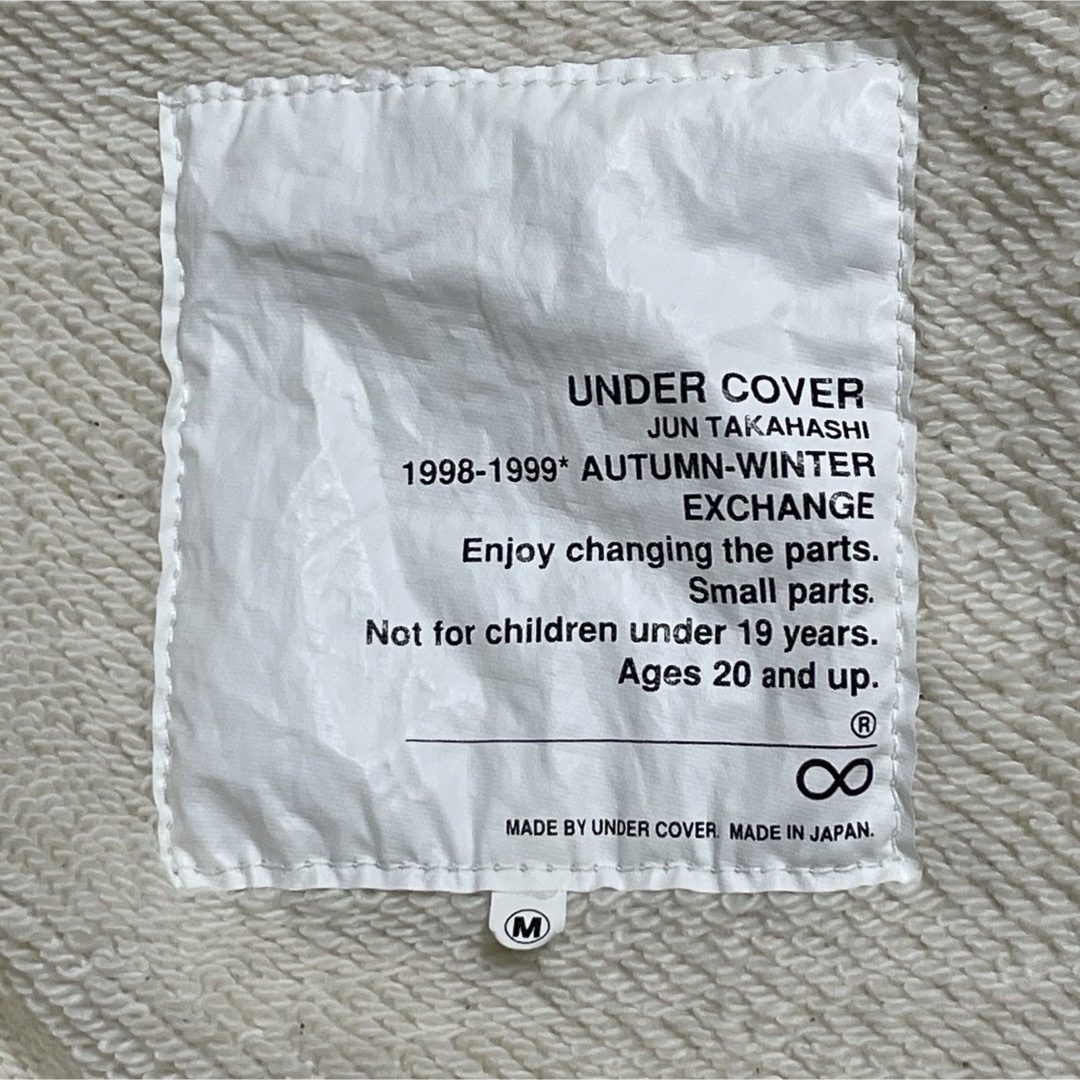 UNDER COVER
JUN TAKAHASHI
1998-1999* AUTUMN-WINTER
EXCHANGE
Enjoy changing the parts.
Small parts.
Not for children under 19 years.
Ages 20 and up.
®
∞
MADE BY UNDER COVER. MADE IN JAPAN.
M